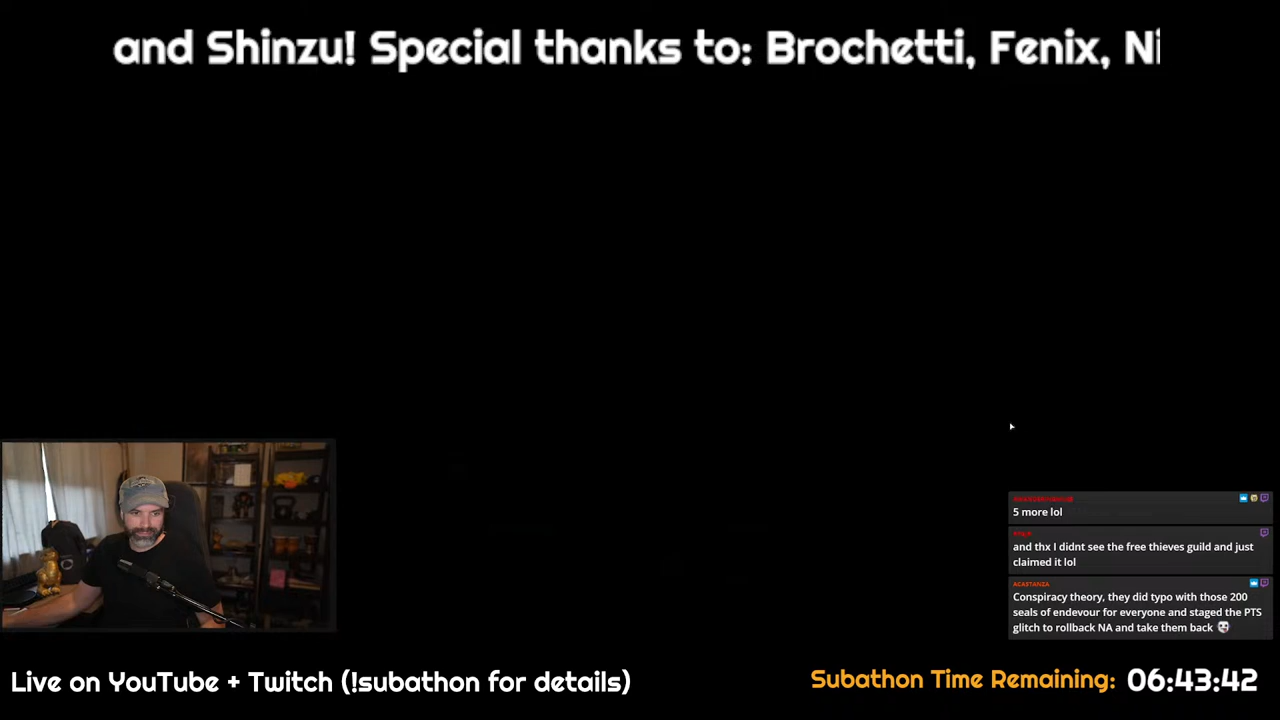 and Shinzu! Special thanks to: Brochetti, Fenix, Ni
5 more lol
and thx I didnt see the free thieves guild and just
claimed it lol
ACASTANZA
Conspiracy theory, they did typo with those 200
seals of endevour for everyone and staged the PTS
glitch to rollback NA and take them back
Live on YouTube + Twitch (!subathon for details)
Subathon Time Remaining: 06:43:42